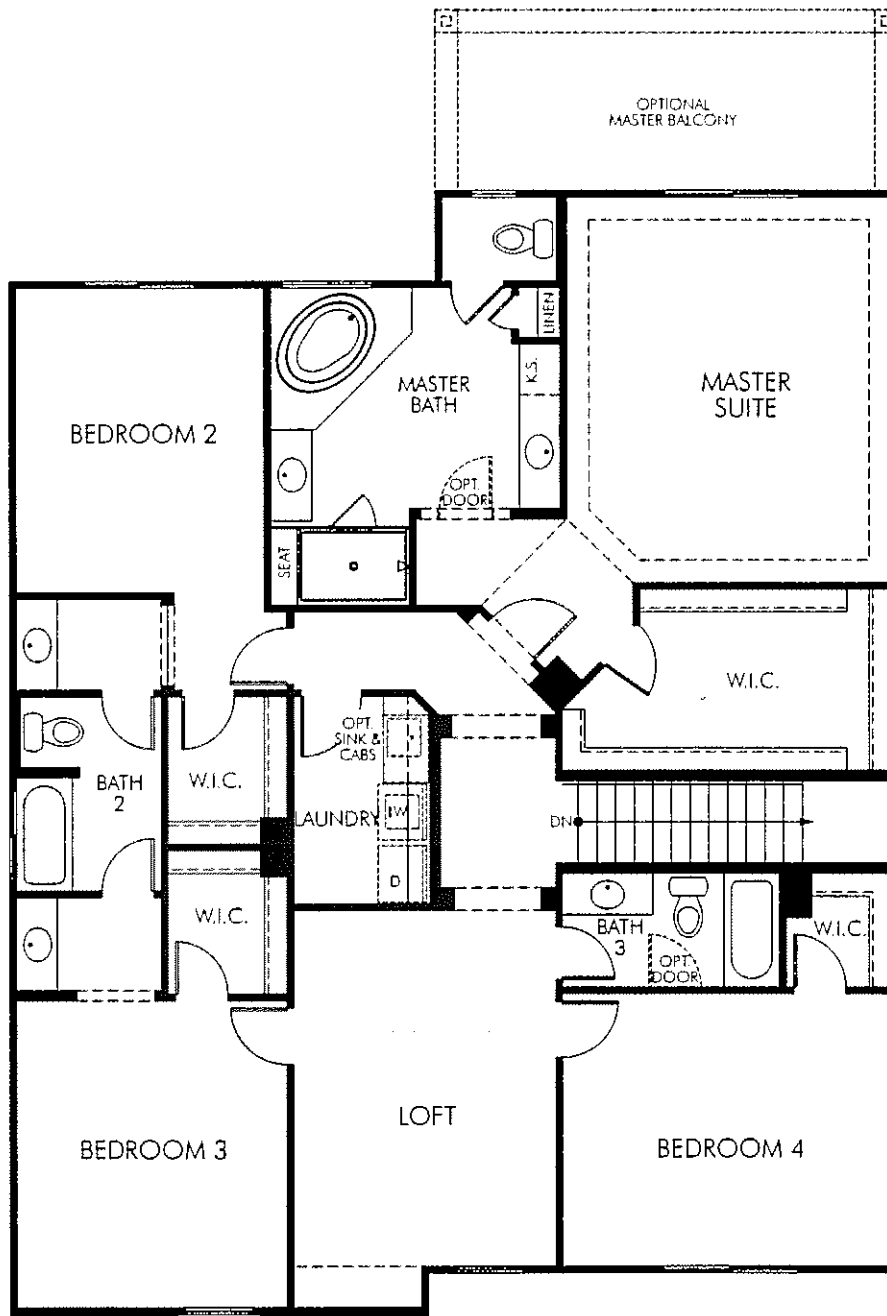 OPTIONAL
MASTER BALCONY
LINEN
K.S.
MASTER
BATH
MASTER
SUITE
BEDROOM 2
OPT.
DOOR
SEAT
W.I.C.
OPT.
SINK &
CABS
W.I.C.
BATH
2
LAUNDRY
W
DN
D
W.I.C.
BATH
3
W.I.C.
OPT.
DOOR
LOFT
BEDROOM 3
BEDROOM 4